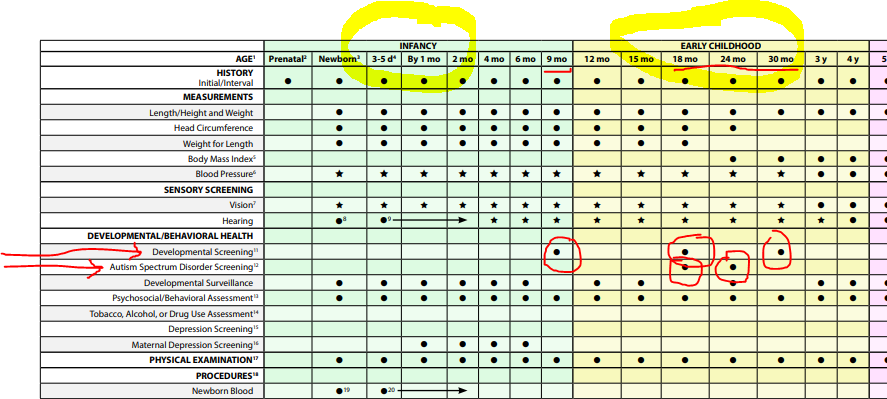 INFANCY EARLY CHILDHOOD
AGE¹ Prenatal² Newborn³ 3-5 d⁴ By 1 mo 2 mo 4 mo 6 mo 9 mo 12 mo 15 mo 18 mo 24 mo 30 mo 3 y 4 y 5
HISTORY
Initial/Interval ● ● ● ● ● ● ● ● ● ● ● ● ● ● ●
MEASUREMENTS
Length/Height and Weight ● ● ● ● ● ● ● ● ● ● ● ● ● ●
Head Circumference ● ● ● ● ● ● ● ● ● ● ●
Weight for Length ● ● ● ● ● ● ● ● ● ●
Body Mass Index⁵ ● ● ● ●
Blood Pressure⁶ ★ ★ ★ ★ ★ ★ ★ ★ ★ ★ ★ ★ ● ●
SENSORY SCREENING
Vision⁷ ★ ★ ★ ★ ★ ★ ★ ★ ★ ★ ★ ★ ● ●
Hearing ●⁸ ●⁹ → ★ ★ ★ ★ ★ ★ ★ ★ ★ ●
DEVELOPMENTAL/BEHAVIORAL HEALTH
Developmental Screening¹¹ ● ● ●
Autism Spectrum Disorder Screening¹² ● ●
Developmental Surveillance ● ● ● ● ● ● ● ● ● ● ●
Psychosocial/Behavioral Assessment¹³ ● ● ● ● ● ● ● ● ● ● ● ● ● ●
Tobacco, Alcohol, or Drug Use Assessment¹⁴
Depression Screening¹⁵
Maternal Depression Screening¹⁶ ● ● ● ●
PHYSICAL EXAMINATION¹⁷ ● ● ● ● ● ● ● ● ● ● ● ● ● ●
PROCEDURES¹⁸
Newborn Blood ●¹⁹ ●²⁰ →